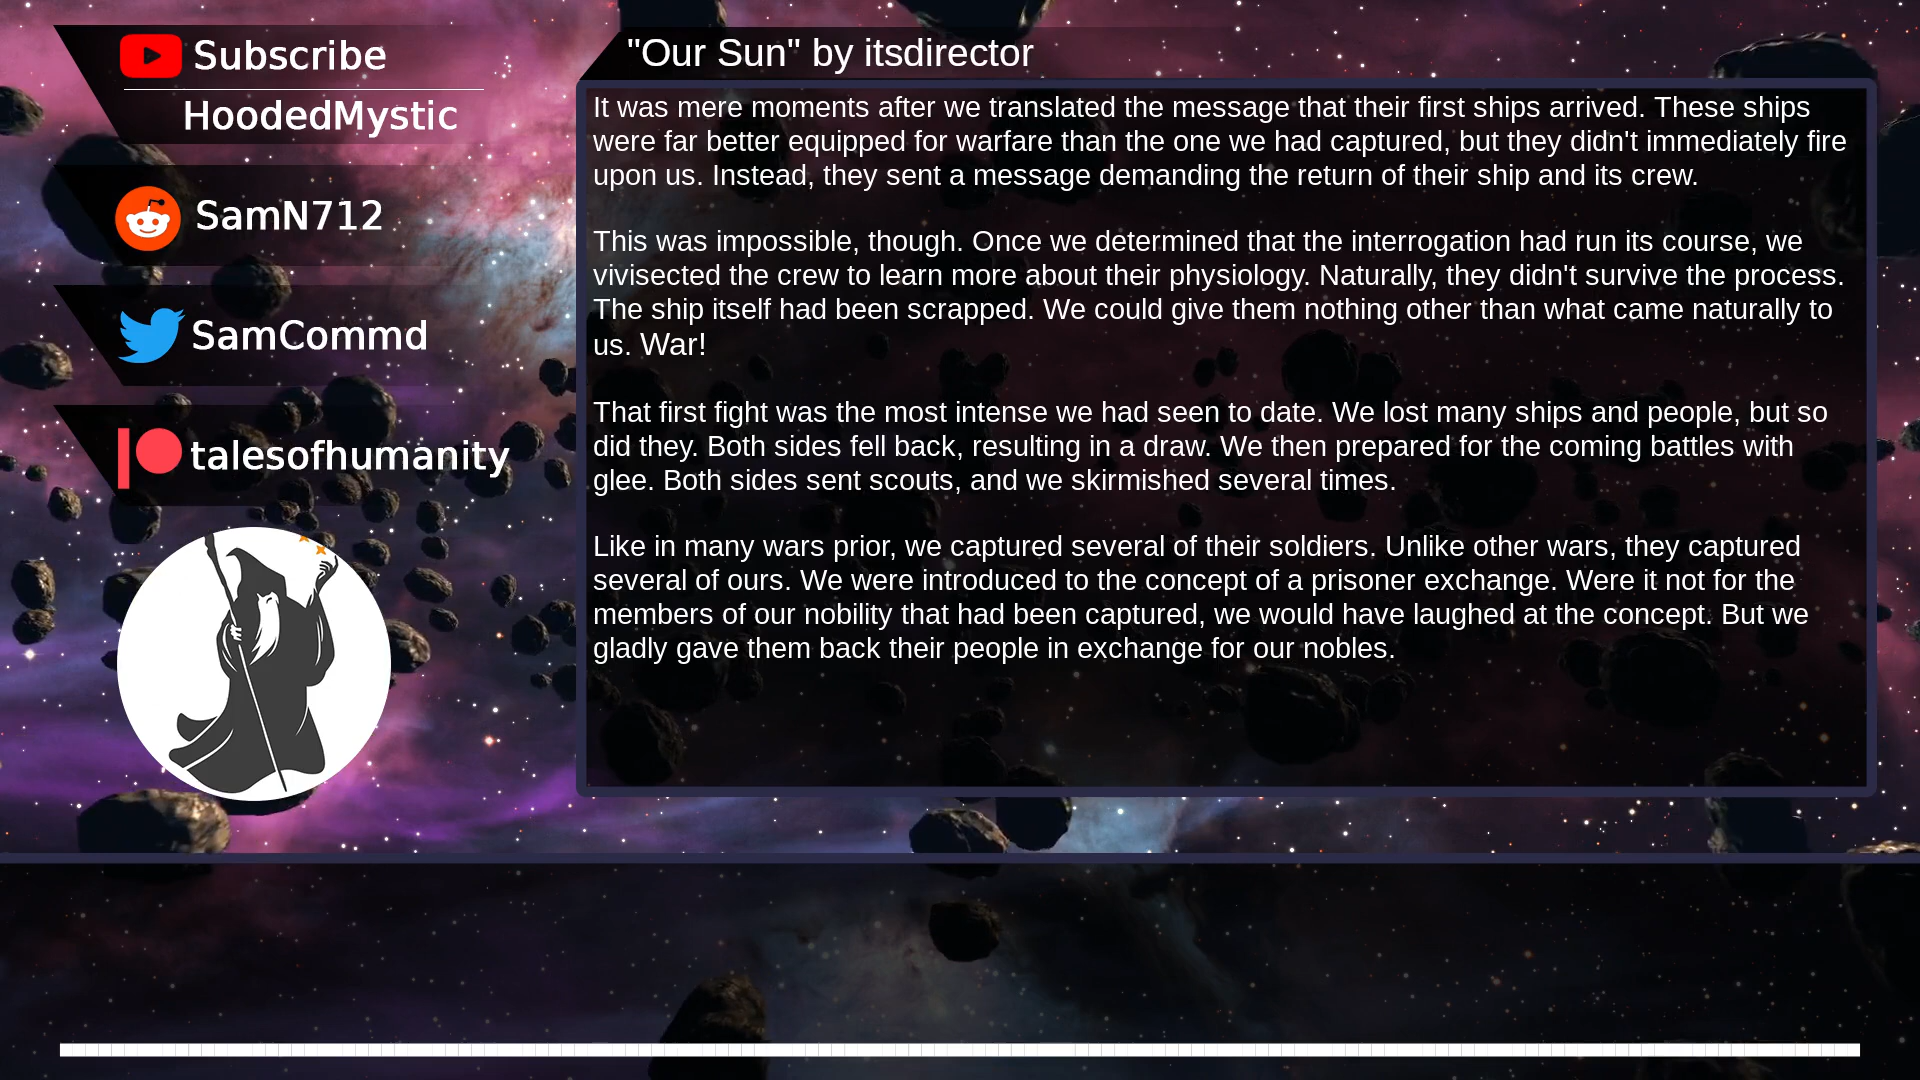 Subscribe
HoodedMystic
SamN712
SamCommd
talesofhumanity
"Our Sun" by itsdirector
It was mere moments after we translated the message that their first ships arrived. These ships
were far better equipped for warfare than the one we had captured, but they didn't immediately fire
upon us. Instead, they sent a message demanding the return of their ship and its crew.
This was impossible, though. Once we determined that the interrogation had run its course, we
vivisected the crew to learn more about their physiology. Naturally, they didn't survive the process.
The ship itself had been scrapped. We could give them nothing other than what came naturally to
us. War!
That first fight was the most intense we had seen to date. We lost many ships and people, but so
did they. Both sides fell back, resulting in a draw. We then prepared for the coming battles with
glee. Both sides sent scouts, and we skirmished several times.
Like in many wars prior, we captured several of their soldiers. Unlike other wars, they captured
several of ours. We were introduced to the concept of a prisoner exchange. Were it not for the
members of our nobility that had been captured, we would have laughed at the concept. But we
gladly gave them back their people in exchange for our nobles.